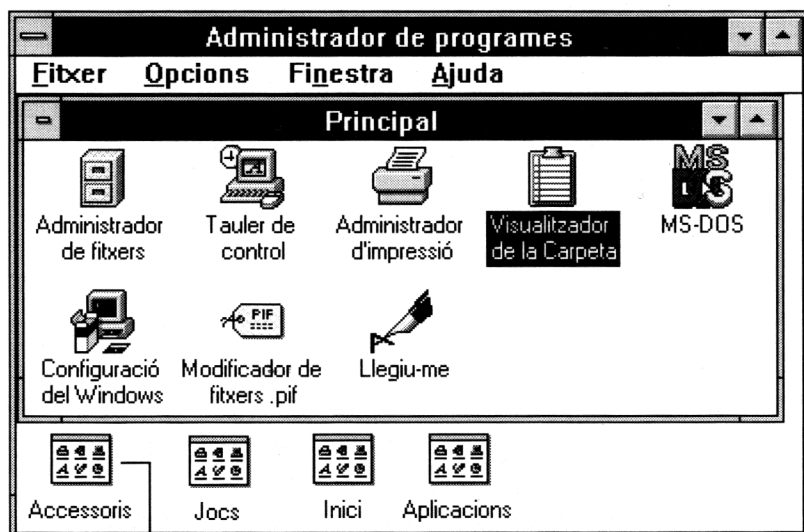 Administrador de programes
Fitxer Opcions Finestra Ajuda
Principal
Administrador de fitxers
Tauler de control
Administrador d'impressió
Visualitzador de la Carpeta
MS-DOS
Configuració del Windows
Modificador de fitxers .pif
Llegiu-me
Accessoris
Jocs
Inici
Aplicacions